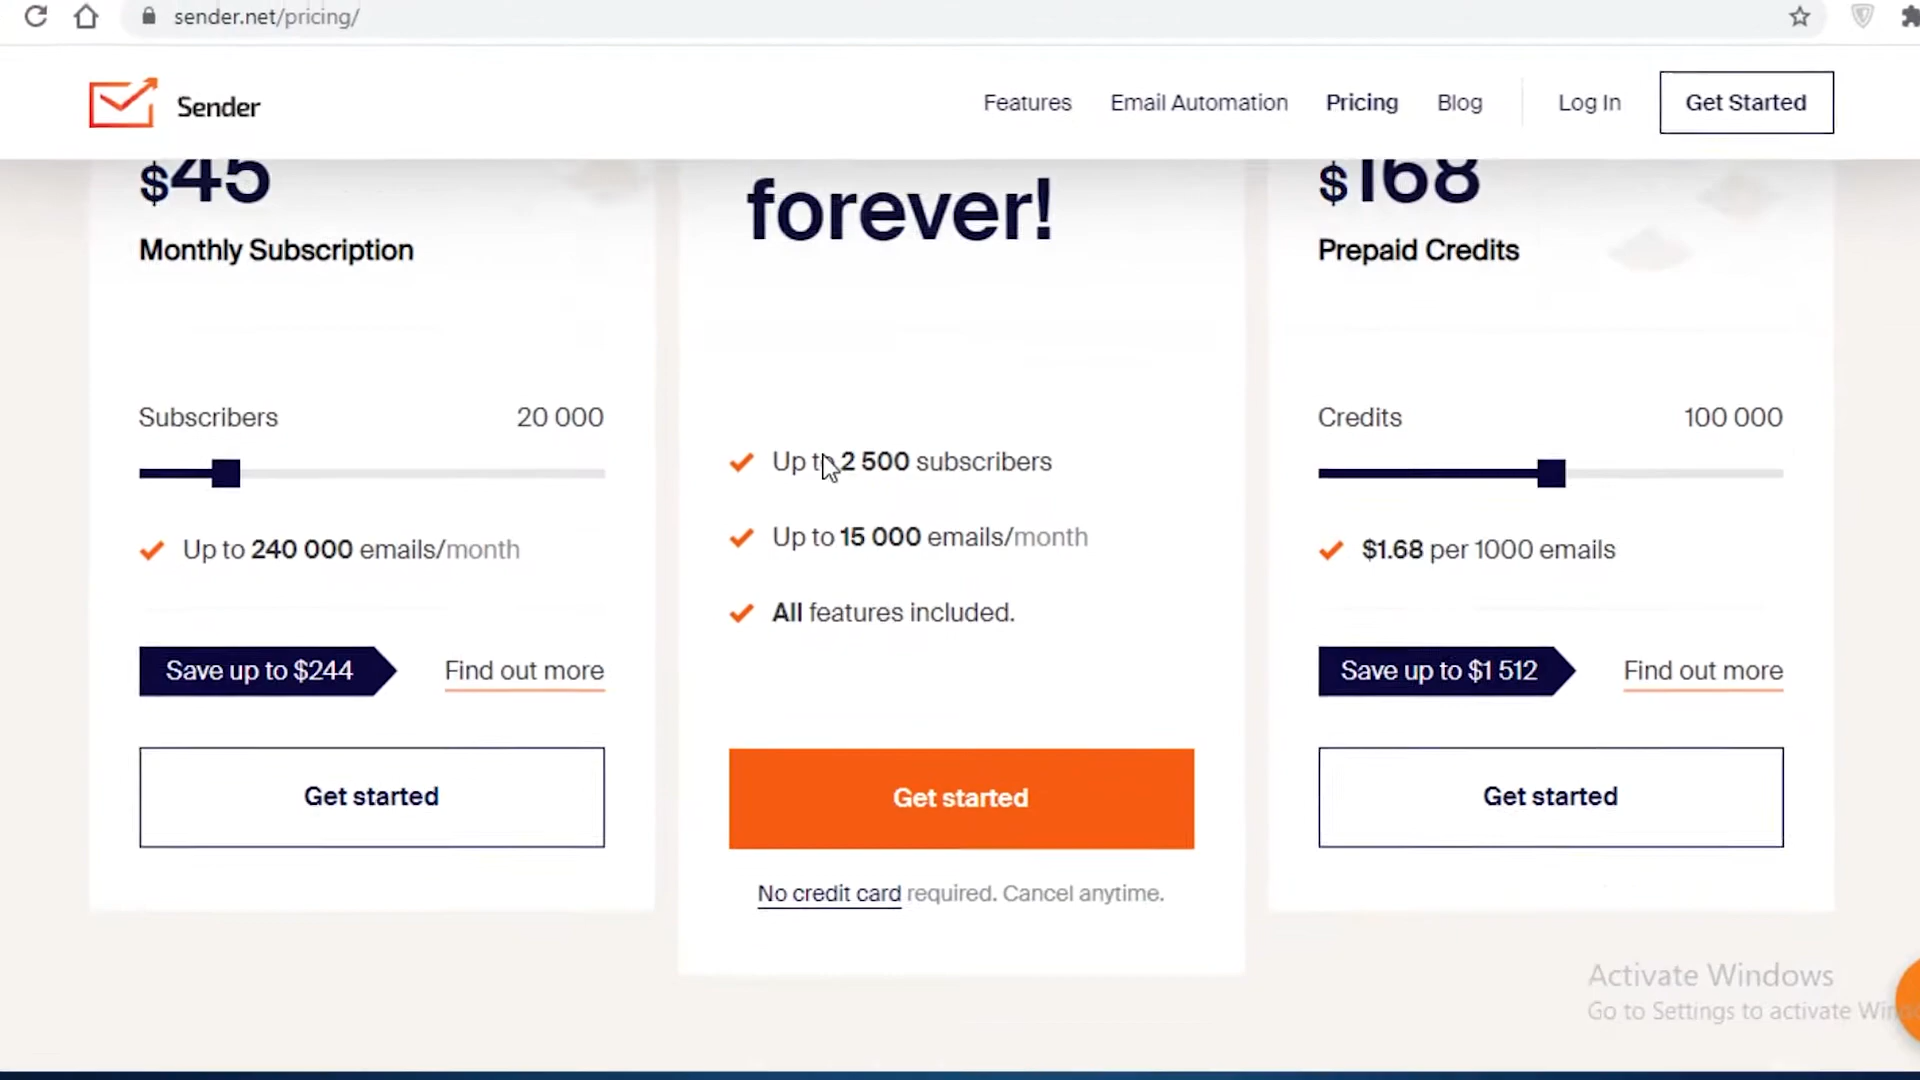 sender.net/pricing/
Sender
Features
Email Automation
Pricing
Blog
Log In
Get Started
$45
Monthly Subscription
Subscribers 20 000
Up to 240 000 emails/month
Save up to $244
Find out more
Get started
forever!
Up to 2 500 subscribers
Up to 15 000 emails/month
All features included.
Get started
No credit card required. Cancel anytime.
$168
Prepaid Credits
Credits 100 000
$1.68 per 1000 emails
Save up to $1 512
Find out more
Get started
Activate Windows
Go to Settings to activate